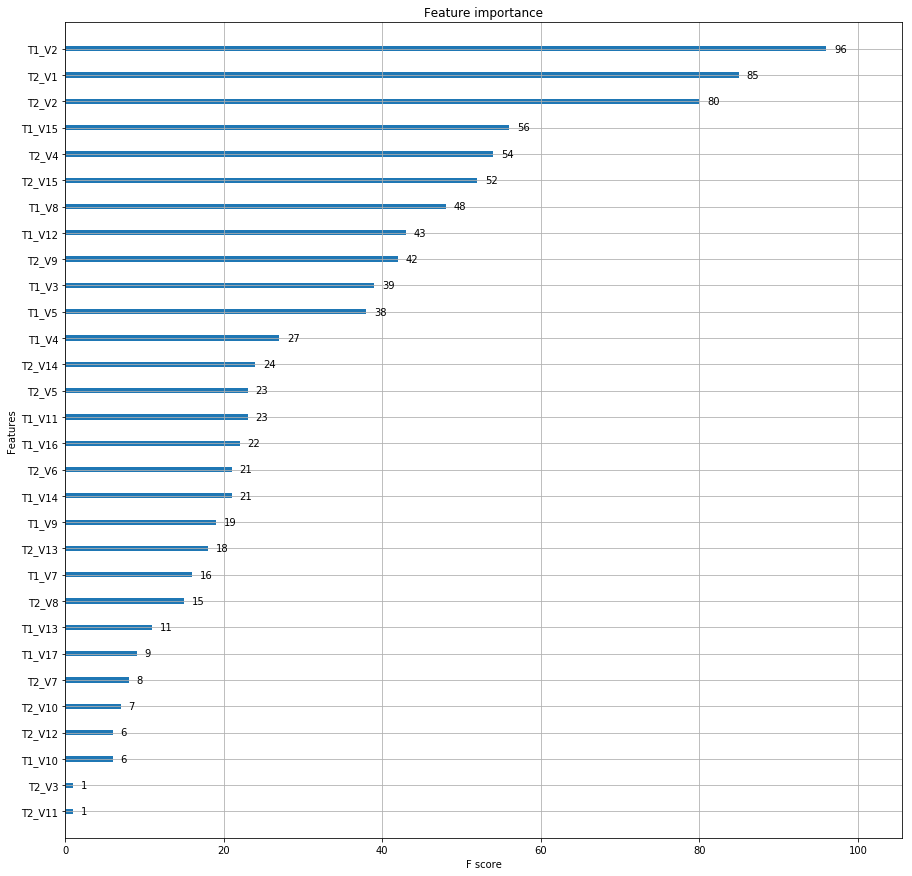 Feature importance
Features
T1_V2 96
T2_V1 85
T2_V2 80
T1_V15 56
T2_V4 54
T2_V15 52
T1_V8 48
T1_V12 43
T2_V9 42
T1_V3 39
T1_V5 38
T1_V4 27
T2_V14 24
T2_V5 23
T1_V11 23
T1_V16 22
T2_V6 21
T1_V14 21
T1_V9 19
T2_V13 18
T1_V7 16
T2_V8 15
T1_V13 11
T1_V17 9
T2_V7 8
T2_V10 7
T2_V12 6
T1_V10 6
T2_V3 1
T2_V11 1
0 20 40 60 80 100
F score